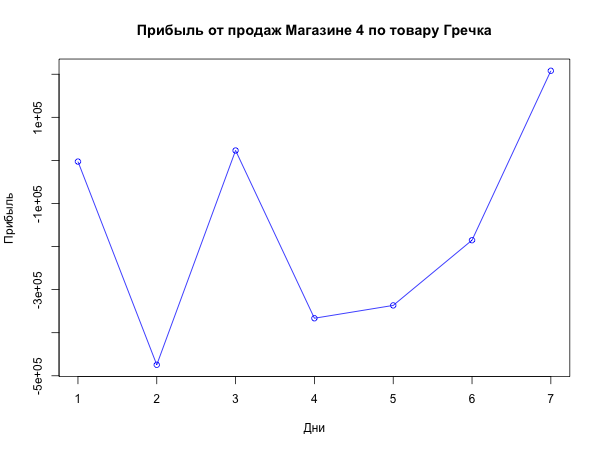 Прибыль от продаж Магазине 4 по товару Гречка
Прибыль
1e+05
-1e+05
-3e+05
-5e+05
1 2 3 4 5 6 7
Дни